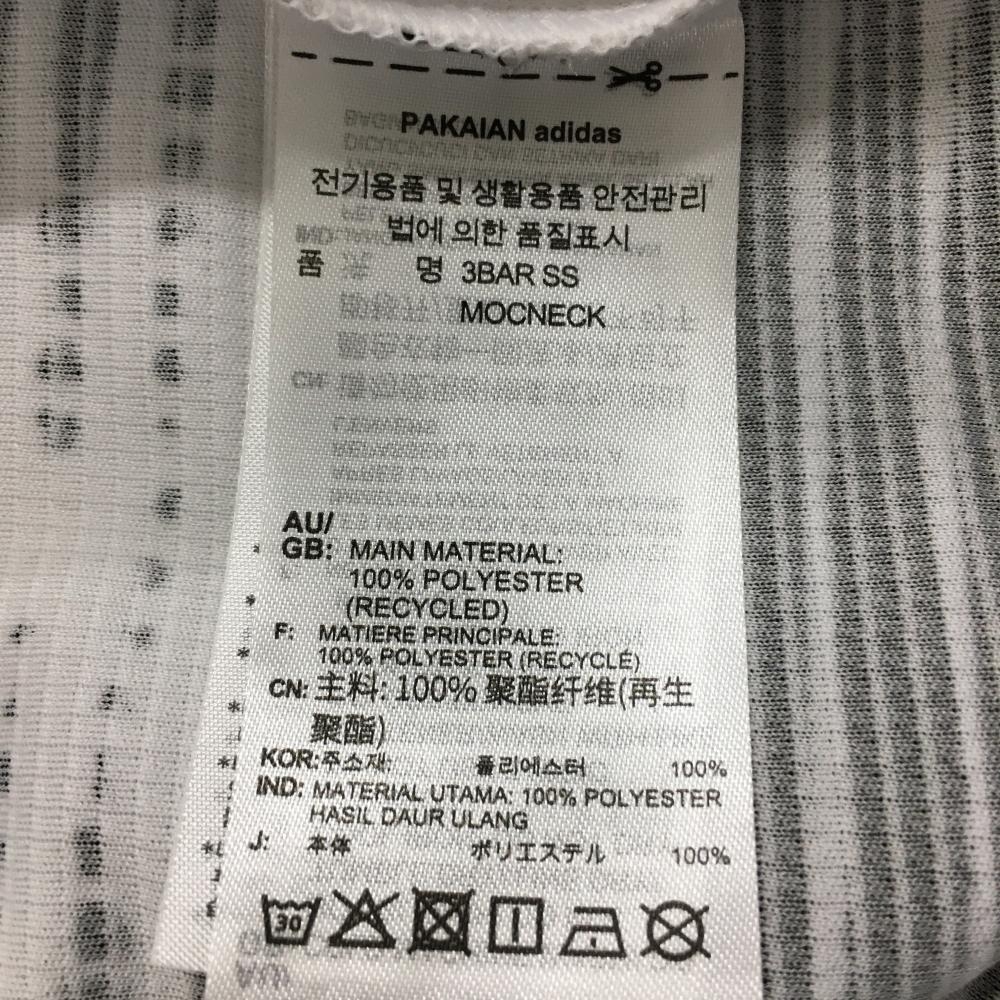 PAKAIAN adidas
전기용품 및 생활용품 안전관리
법에 의한 품질표시
품 명 3BAR SS
MOCNECK
AU/
GB: MAIN MATERIAL:
100% POLYESTER
(RECYCLED)
F: MATIERE PRINCIPALE:
100% POLYESTER (RECYCLÉ)
CN: 主料: 100% 聚酯纤维(再生
聚酯)
KOR: 주소재: 폴리에스터 100%
IND: MATERIAL UTAMA: 100% POLYESTER
HASIL DAUR ULANG
J: 本体 ポリエステル 100%
30